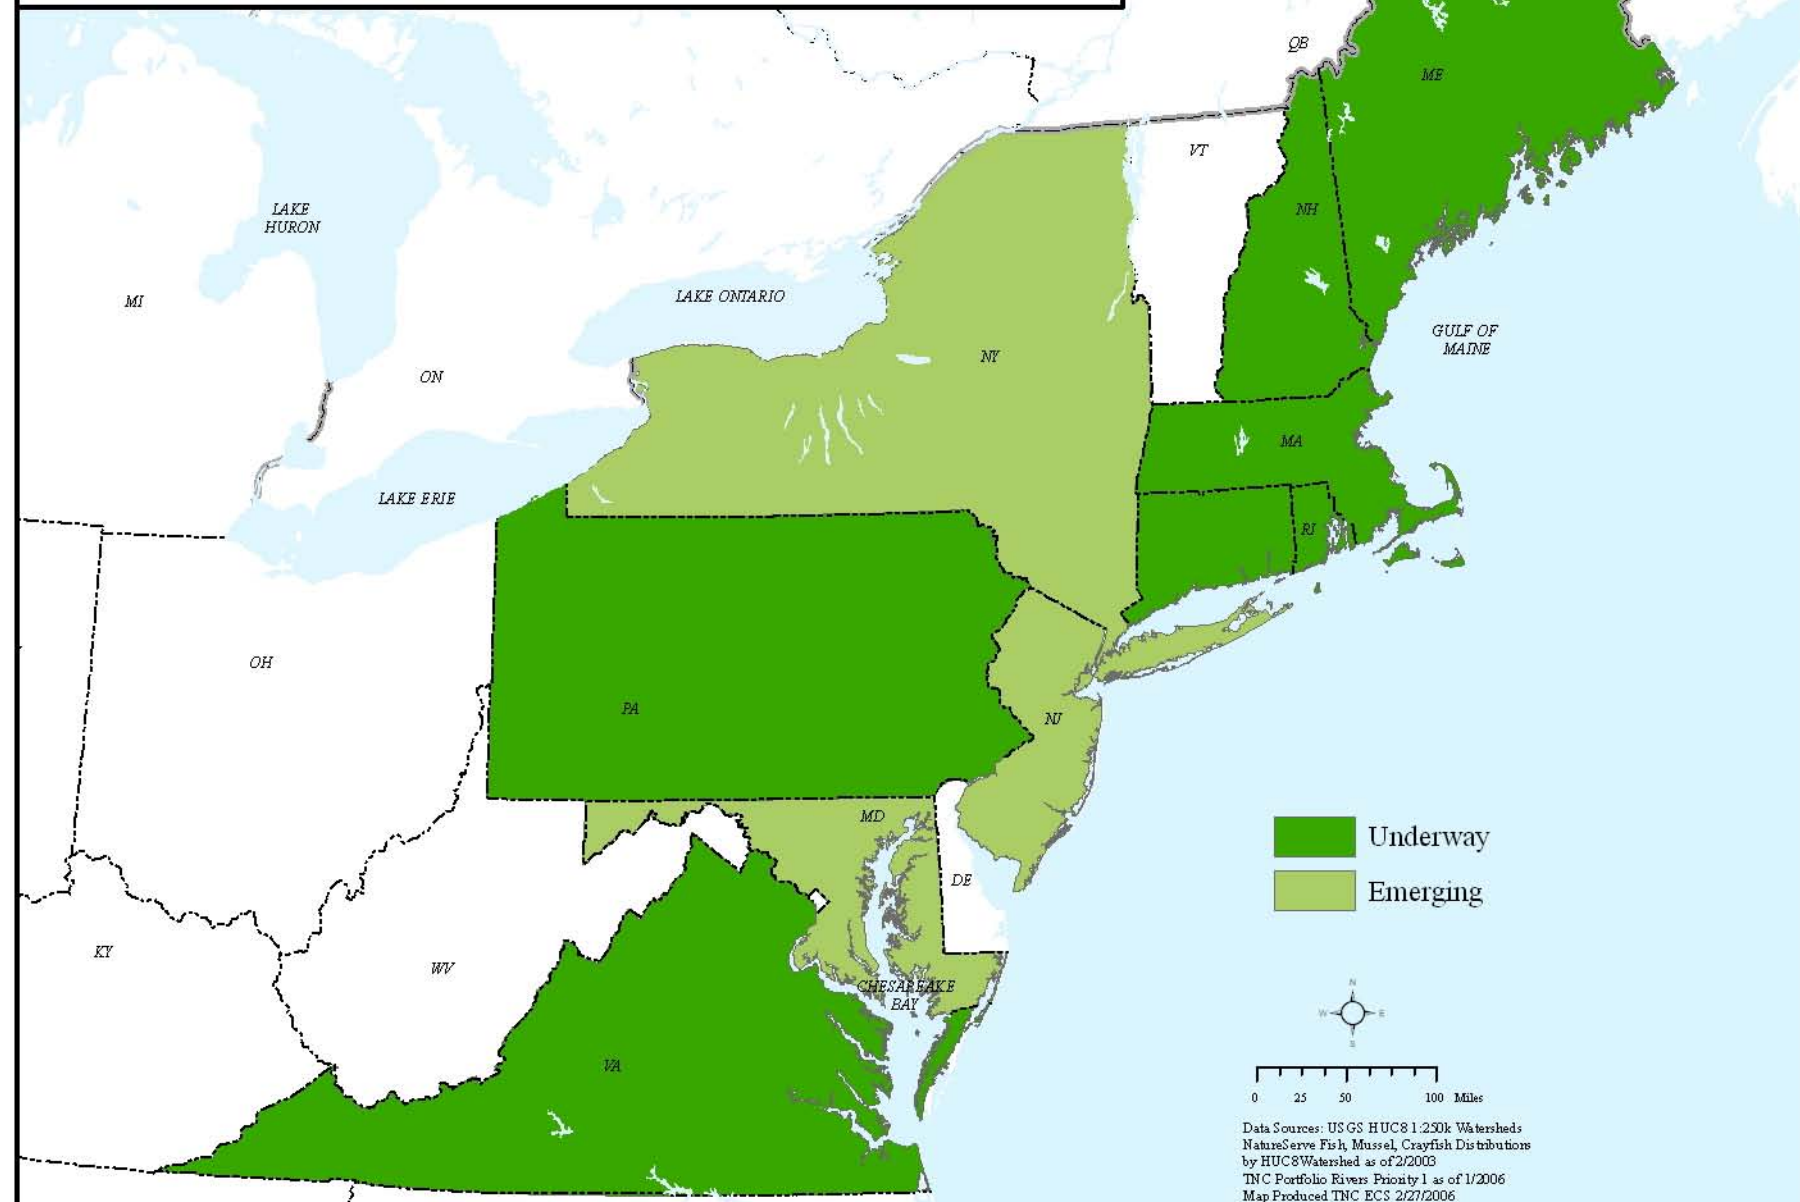 QB
ME
VT
LAKE
HURON
NH
MI
LAKE ONTARIO
GULF OF
MAINE
NY
ON
MA
LAKE ERIE
RI
OH
PA
NJ
MD
Underway
DE
Emerging
KY
WV
CHESAPEAKE
BAY
N
W
E
S
VA
0 25 50 100 Miles
Data Sources: USGS HUC8 1:250k Watersheds
NatureServe Fish, Mussel, Crayfish Distributions
by HUC8Watershed as of 2/2003
TNC Portfolio Rivers Priority 1 as of 1/2006
Map Produced TNC ECS 2/27/2006